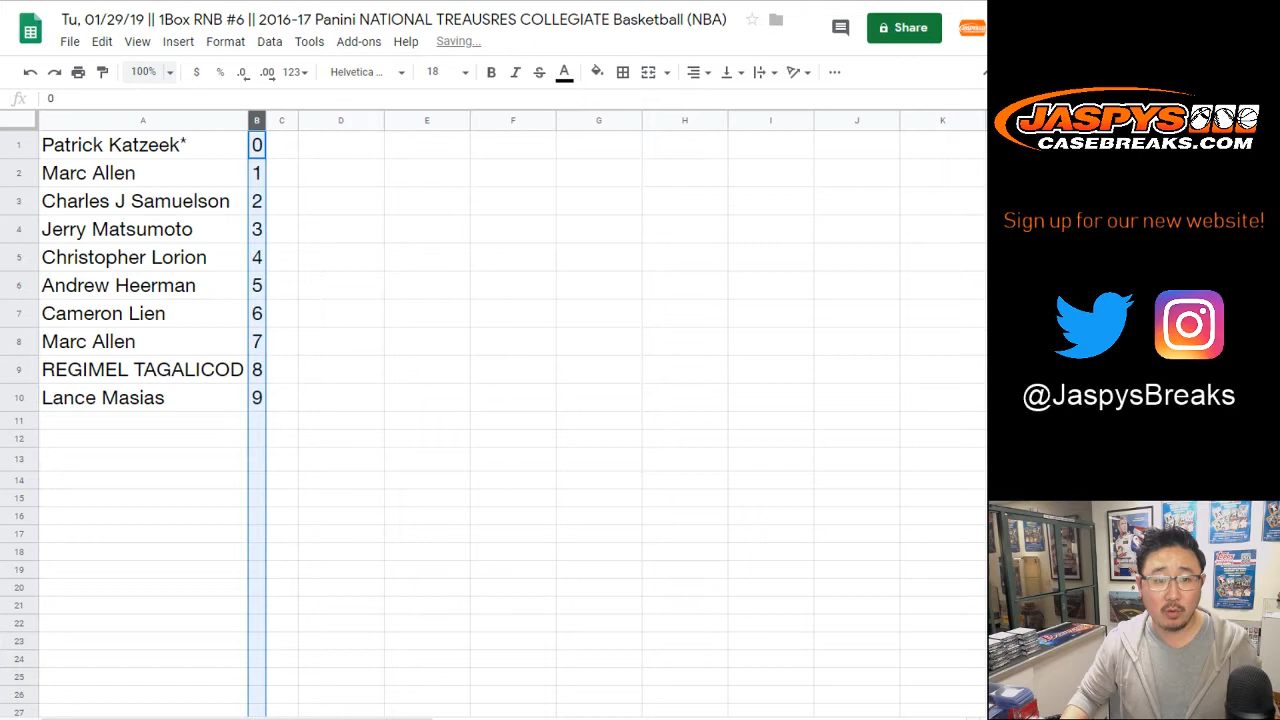 Tu, 01/29/19 || 1Box RNB #6 || 2016-17 Panini NATIONAL TREAUSRES COLLEGIATE Basketball (NBA)
File Edit View Insert Format Data Tools Add-ons Help Saving...
Share
100% $ % .0 .00 123 Helvetica ... 18 B I S A
fx 0
A B C D E F G H I J K
1 Patrick Katzeek* 0
2 Marc Allen 1
3 Charles J Samuelson 2
4 Jerry Matsumoto 3
5 Christopher Lorion 4
6 Andrew Heerman 5
7 Cameron Lien 6
8 Marc Allen 7
9 REGIMEL TAGALICOD 8
10 Lance Masias 9
11
12
13
14
15
16
17
18
19
20
21
22
23
24
25
26
27
JASPYS
CASEBREAKS.COM
Sign up for our new website!
@JaspysBreaks